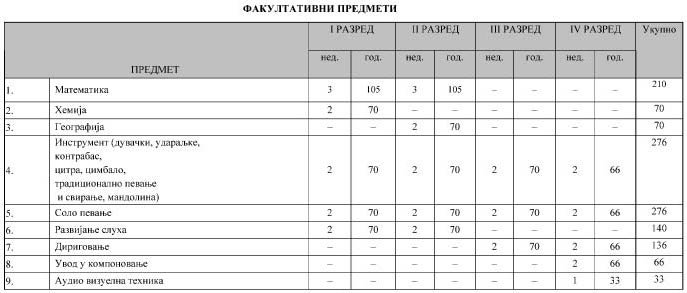 ФАКУЛТАТИВНИ ПРЕДМЕТИ
ПРЕДМЕТ I РАЗРЕД II РАЗРЕД III РАЗРЕД IV РАЗРЕД Укупно
нед. год. нед. год. нед. год. нед. год.
1. Математика 3 105 3 105 – – – – 210
2. Хемија 2 70 – – – – – – 70
3. Географија – – 2 70 – – – – 70
4. Инструмент (дувачки, удараљке,
контрабас,
цитра, цимбало,
традиционално певање
и свирање, мандолина) 2 70 2 70 2 70 2 66 276
5. Соло певање 2 70 2 70 2 70 2 66 276
6. Развијање слуха 2 70 2 70 – – – – 140
7. Дириговање – – – – 2 70 2 66 136
8. Увод у компоновање – – – – – – 2 66 66
9. Аудио визуелна техника – – – – – – 1 33 33